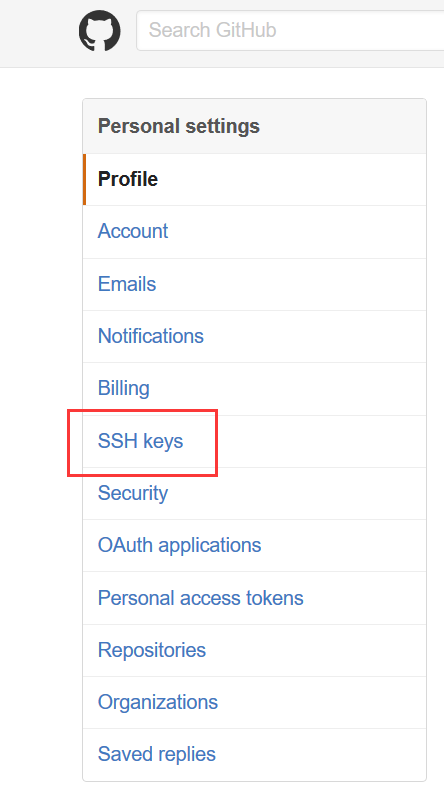 Search GitHub
Personal settings
Profile
Account
Emails
Notifications
Billing
SSH keys
Security
OAuth applications
Personal access tokens
Repositories
Organizations
Saved replies